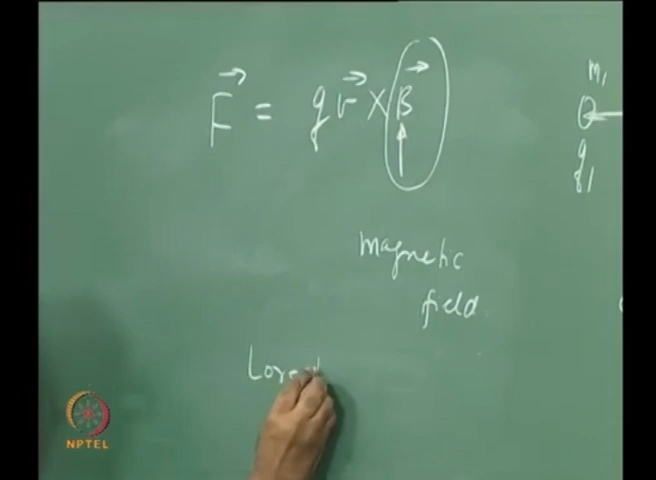 F = qv × B
m₁
q₁
magnetic
field
NPTEL